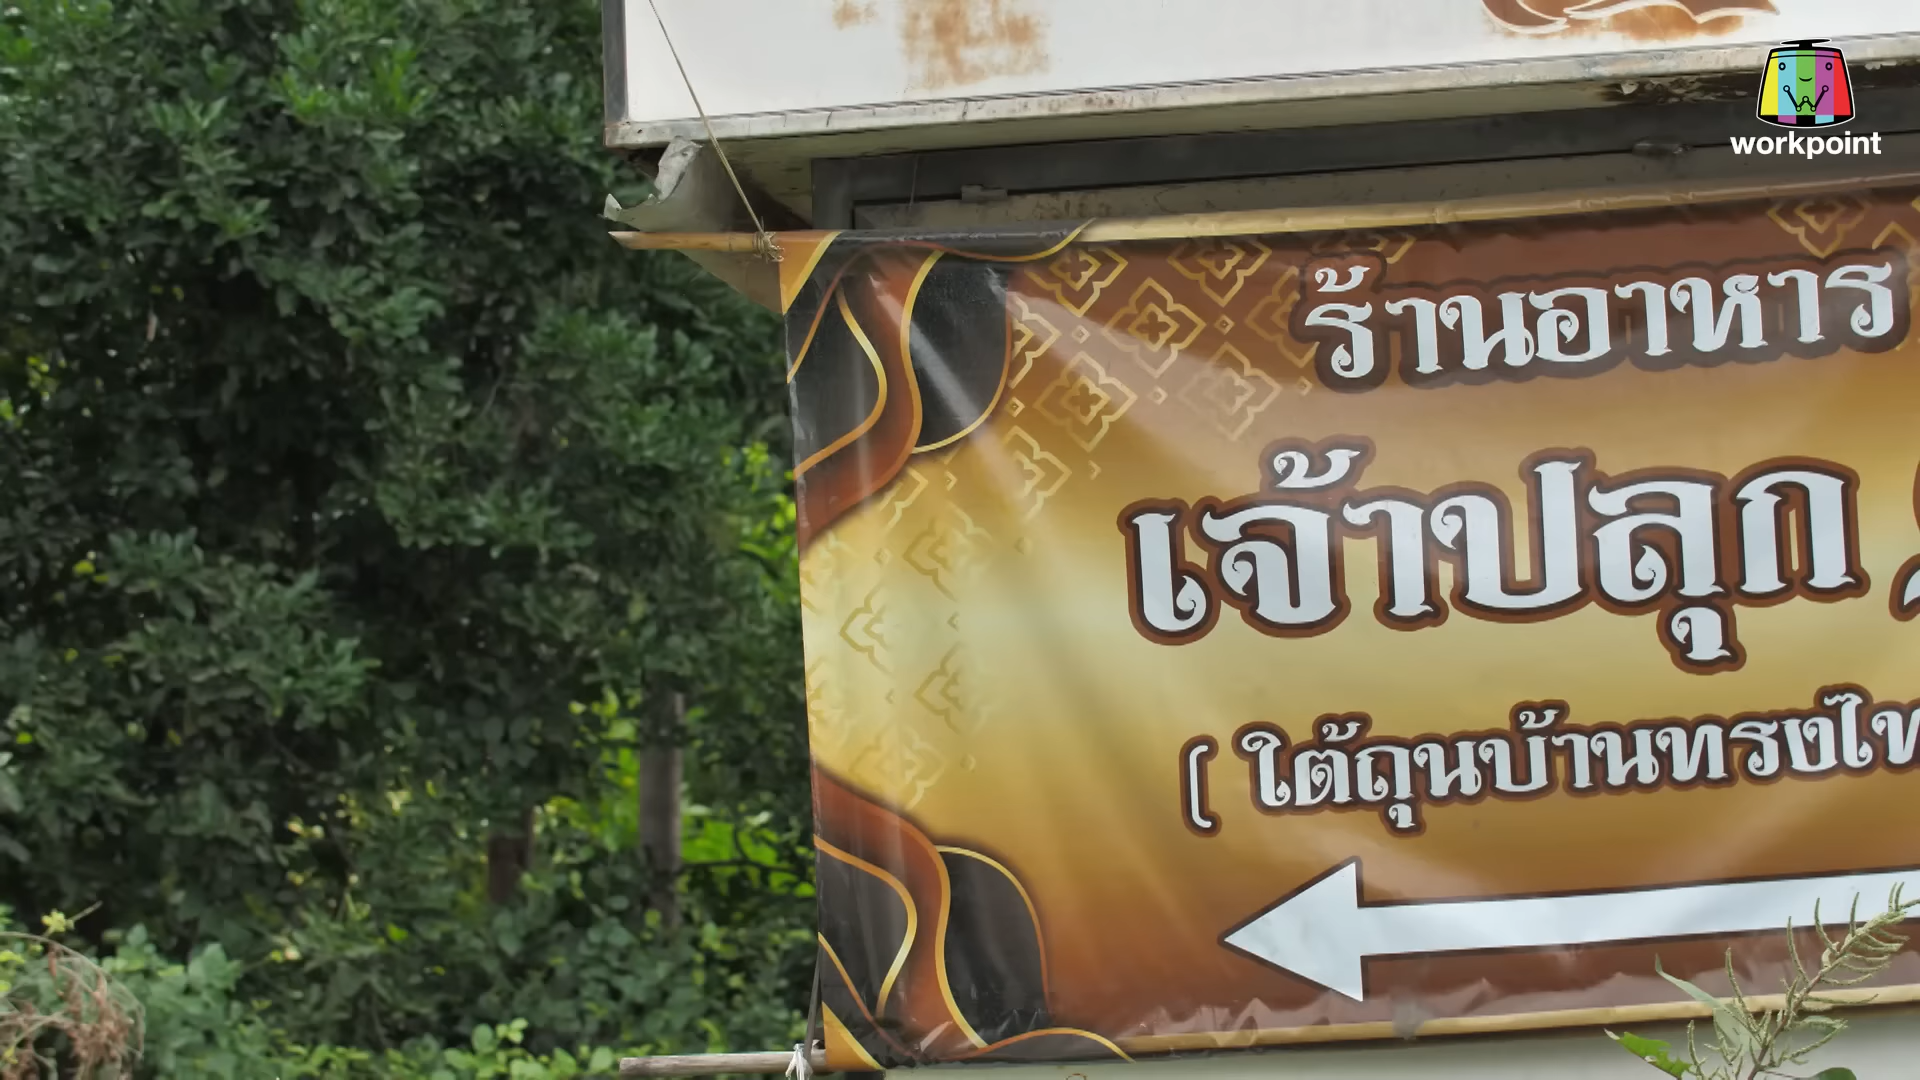 workpoint
ร้านอาหาร
เจ้าปลุก
( ใต้ถุนบ้านทรงไท